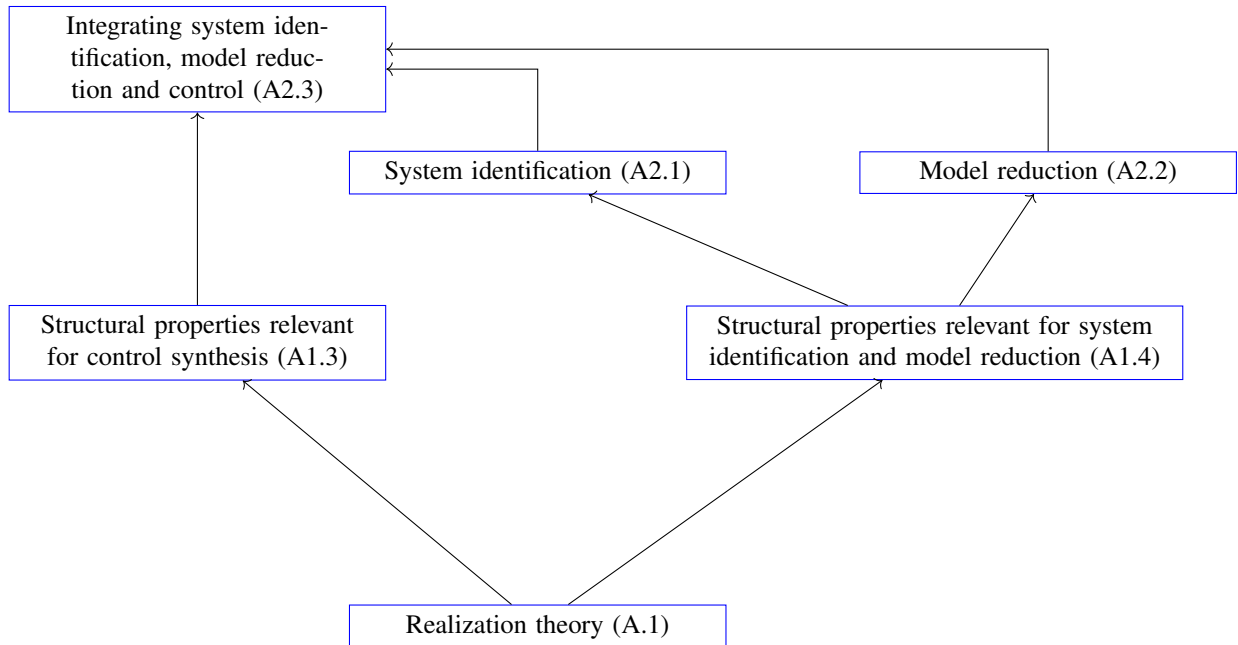 Integrating system iden-
tification, model reduc-
tion and control (A2.3)
System identification (A2.1)
Model reduction (A2.2)
Structural properties relevant
for control synthesis (A1.3)
Structural properties relevant for system
identification and model reduction (A1.4)
Realization theory (A.1)